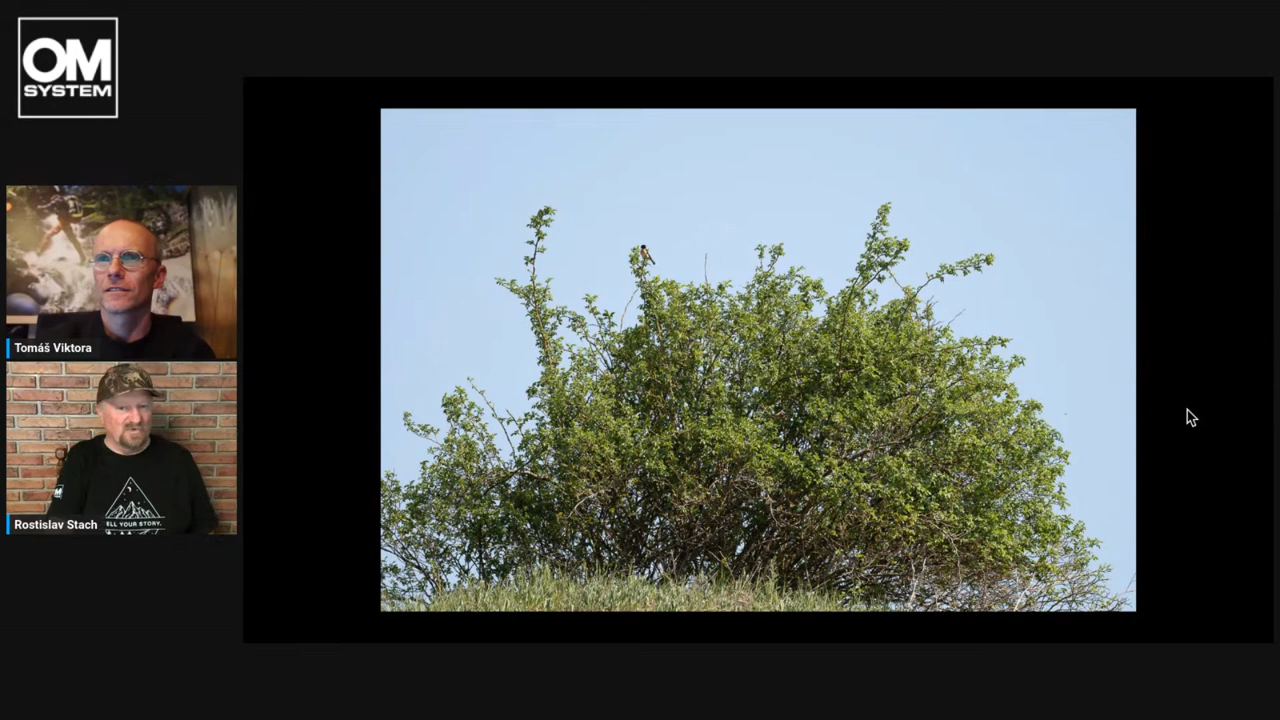 OM
SYSTEM
Tomáš Viktora
ELL YOUR STORY.
Rostislav Stach